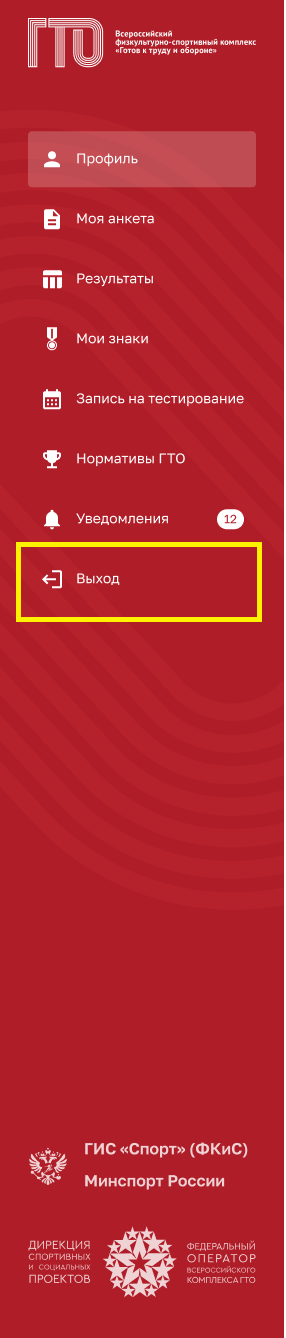 ГТО
Всероссийский
физкультурно-спортивный комплекс
«Готов к труду и обороне»
Профиль
Моя анкета
Результаты
Мои знаки
Запись на тестирование
Нормативы ГТО
Уведомления 12
Выход
ГИС «Спорт» (ФКиС)
Минспорт России
ДИРЕКЦИЯ
СПОРТИВНЫХ
И СОЦИАЛЬНЫХ
ПРОЕКТОВ
ФЕДЕРАЛЬНЫЙ
ОПЕРАТОР
ВСЕРОССИЙСКОГО
КОМПЛЕКСА ГТО